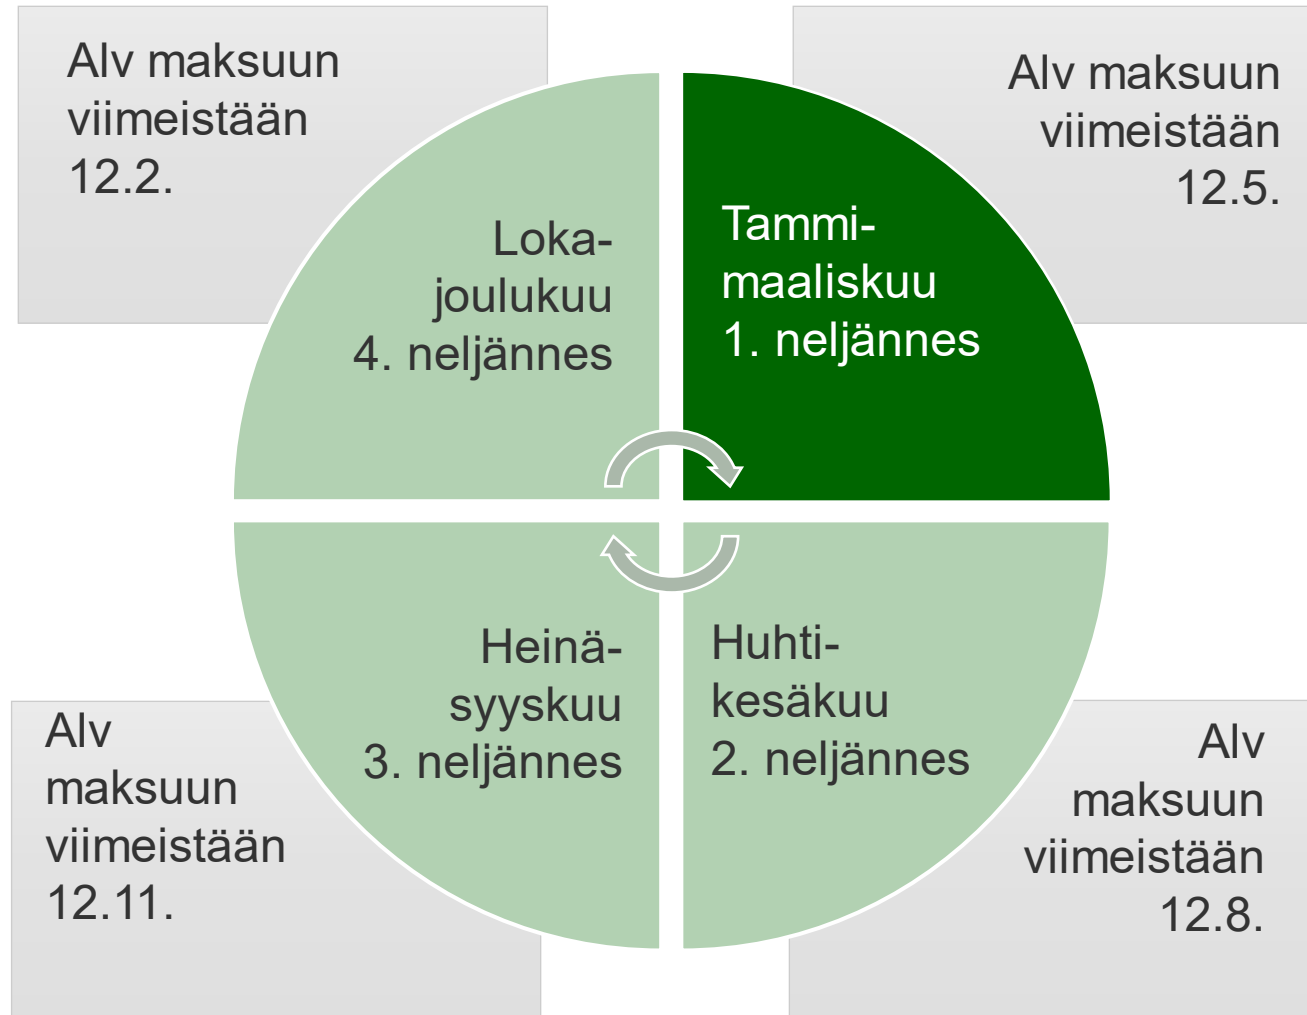 Alv maksuun
viimeistään
12.2.
Alv maksuun
viimeistään
12.5.
Loka-
joulukuu
4. neljännes
Tammi-
maaliskuu
1. neljännes
Heinä-
syyskuu
3. neljännes
Huhti-
kesäkuu
2. neljännes
Alv
maksuun
viimeistään
12.11.
Alv
maksuun
viimeistään
12.8.